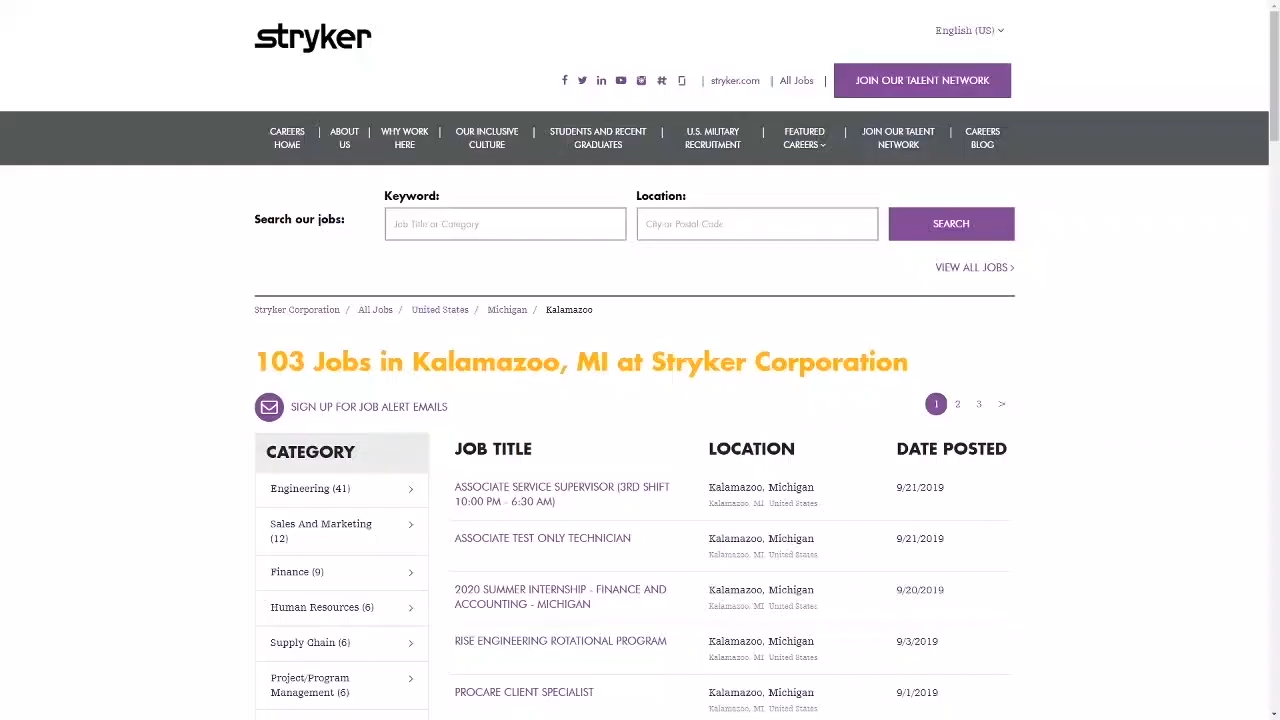 stryker
English (US)
| stryker.com | All Jobs |
JOIN OUR TALENT NETWORK
CAREERS HOME | ABOUT US | WHY WORK HERE | OUR INCLUSIVE CULTURE | STUDENTS AND RECENT GRADUATES | U.S. MILITARY RECRUITMENT | FEATURED CAREERS | JOIN OUR TALENT NETWORK | CAREERS BLOG
Search our jobs:
Keyword:
Job Title or Category
Location:
City or Postal Code
SEARCH
VIEW ALL JOBS >
Stryker Corporation / All Jobs / United States / Michigan / Kalamazoo
103 Jobs in Kalamazoo, MI at Stryker Corporation
SIGN UP FOR JOB ALERT EMAILS
1 2 3 >
CATEGORY
Engineering (41)
Sales And Marketing
(12)
Finance (9)
Human Resources (6)
Supply Chain (6)
Project/Program
Management (6)
JOB TITLE LOCATION DATE POSTED
ASSOCIATE SERVICE SUPERVISOR (3RD SHIFT
10:00 PM - 6:30 AM)
Kalamazoo, Michigan
Kalamazoo, MI United States
9/21/2019
ASSOCIATE TEST ONLY TECHNICIAN
Kalamazoo, Michigan
Kalamazoo, MI United States
9/21/2019
2020 SUMMER INTERNSHIP - FINANCE AND
ACCOUNTING - MICHIGAN
Kalamazoo, Michigan
Kalamazoo, MI United States
9/20/2019
RISE ENGINEERING ROTATIONAL PROGRAM
Kalamazoo, Michigan
Kalamazoo, MI United States
9/3/2019
PROCARE CLIENT SPECIALIST
Kalamazoo, Michigan
Kalamazoo, MI United States
9/1/2019